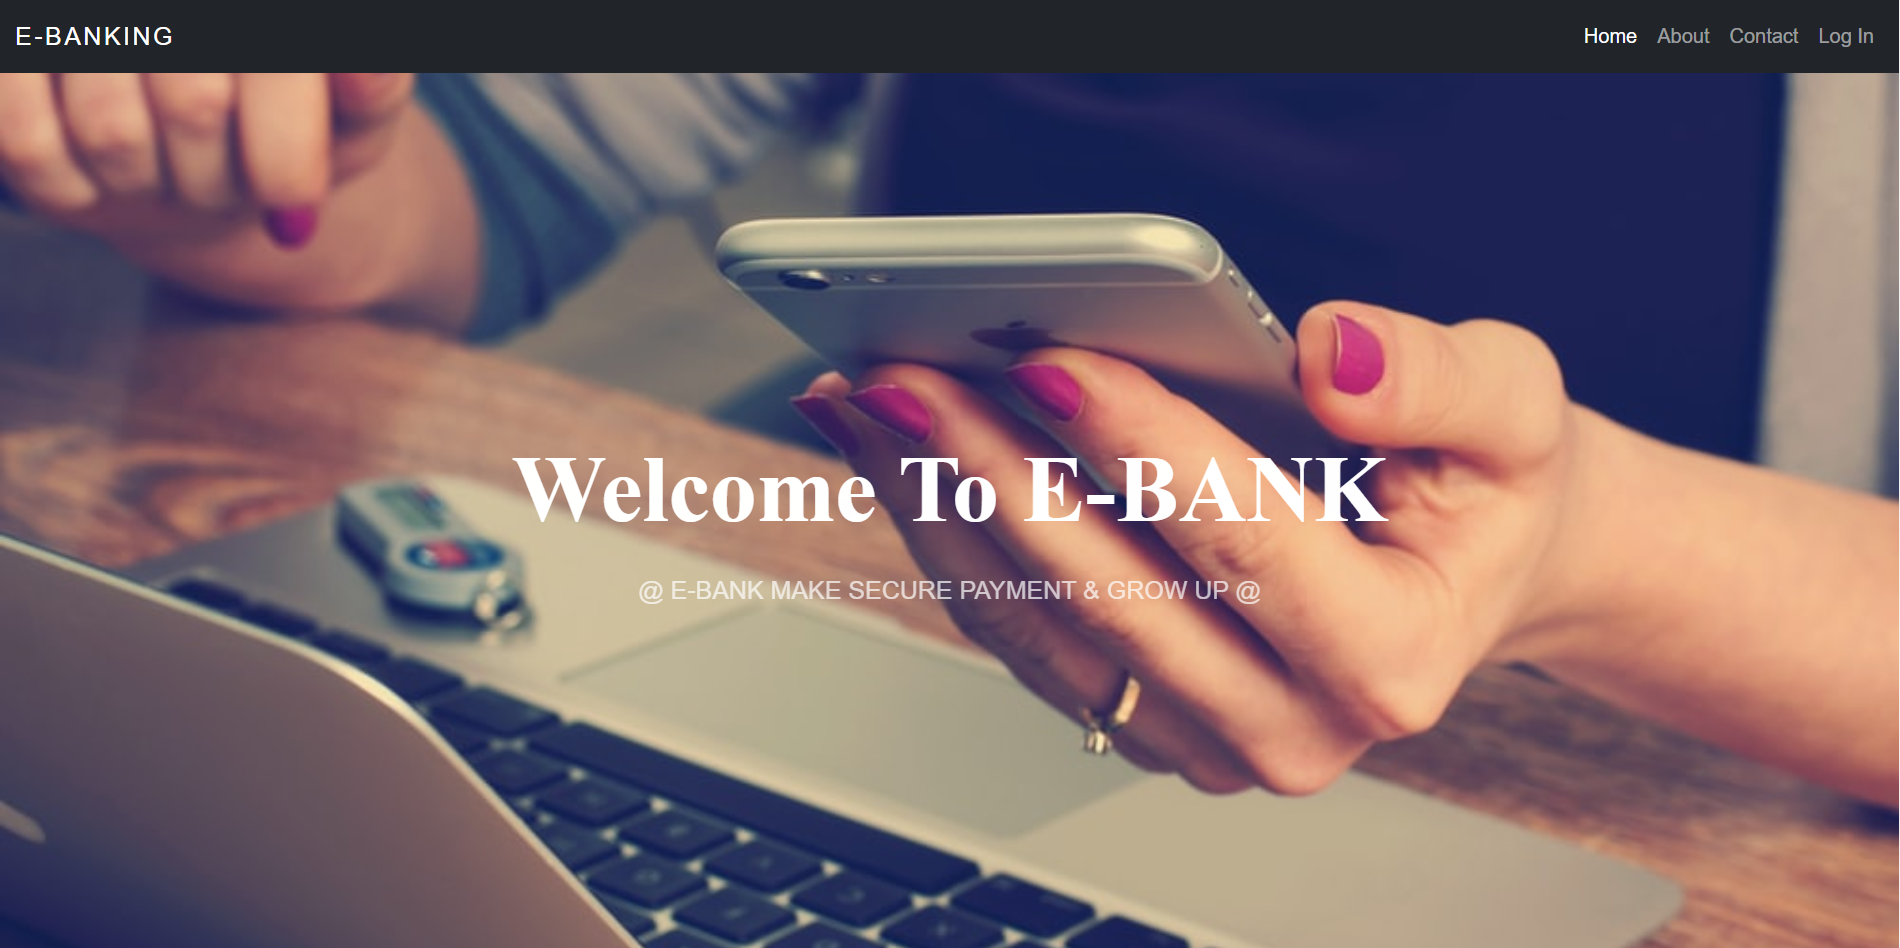 E-BANKING
Home About Contact Log In
Welcome To E-BANK
@ E-BANK MAKE SECURE PAYMENT & GROW UP @